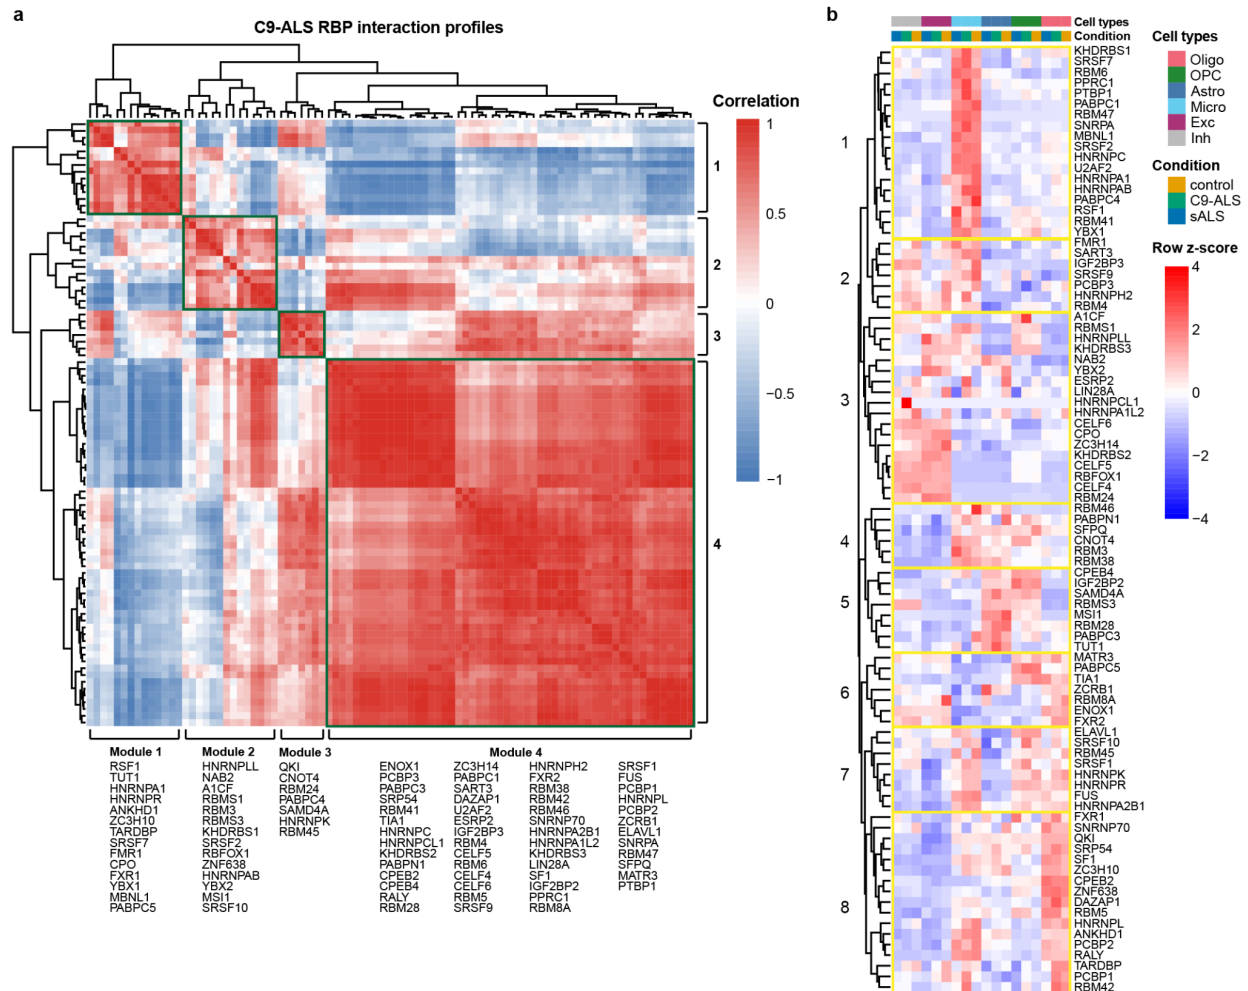 a
C9-ALS RBP interaction profiles
Correlation
1
0.5
0
−0.5
−1
1
2
3
4
Module 1
RSF1
TUT1
HNRNPA1
HNRNPR
ANKHD1
ZC3H10
TARDBP
SRSF7
FMR1
CPO
FXR1
YBX1
MBNL1
PABPC5
Module 2
HNRNPLL
NAB2
A1CF
RBMS1
RBM3
RBMS3
KHDRBS1
SRSF2
RBFOX1
HNRNPAB
ZNF638
YBX2
MSI1
SRSF10
Module 3
QKI
CNOT4
RBM24
PABPC4
SAMD4A
HNRNPK
RBM45
Module 4
ENOX1
PCBP3
PABPC3
SRP54
RBM41
TIA1
HNRNPC
HNRNPCL1
KHDRBS2
PABPN1
CPEB2
CPEB4
RALY
RBM28
ZC3H14
PABPC1
SART3
DAZAP1
U2AF2
ESRP2
IGF2BP3
RBM4
CELF5
RBM6
CELF4
CELF6
RBM5
SRSF9
HNRNPH2
FXR2
RBM38
RBM42
RBM46
SNRNP70
HNRNPA2B1
HNRNPA1L2
KHDRBS3
LIN28A
SF1
IGF2BP2
PPRC1
RBM8A
SRSF1
FUS
PCBP1
HNRNPL
PCBP2
ZCRB1
ELAVL1
SNRPA
RBM47
SFPQ
MATR3
PTBP1
b
Cell types
Condition
1
2
3
4
5
6
7
8
KHDRBS1
SRSF7
RBM6
PPRC1
PTBP1
PABPC1
RBM47
SNRPA
MBNL1
SRSF2
HNRNPC
U2AF2
HNRNPA1
HNRNPAB
PABPC4
RSF1
RBM41
YBX1
FMR1
SART3
IGF2BP3
SRSF9
PCBP3
HNRNPH2
RBM4
A1CF
RBMS1
HNRNPLL
KHDRBS3
NAB2
YBX2
ESRP2
LIN28A
HNRNPCL1
HNRNPA1L2
CELF6
CPO
ZC3H14
KHDRBS2
CELF5
RBFOX1
CELF4
RBM24
RBM46
PABPN1
SFPQ
CNOT4
RBM3
RBM38
CPEB4
IGF2BP2
SAMD4A
RBMS3
MSI1
RBM28
PABPC3
TUT1
MATR3
PABPC5
TIA1
ZCRB1
RBM8A
ENOX1
FXR2
ELAVL1
SRSF10
RBM45
SRSF1
HNRNPK
HNRNPR
FUS
HNRNPA2B1
FXR1
SNRNP70
QKI
SRP54
SF1
ZC3H10
CPEB2
ZNF638
DAZAP1
RBM5
HNRNPL
ANKHD1
PCBP2
RALY
TARDBP
PCBP1
RBM42
Cell types
Oligo
OPC
Astro
Micro
Exc
Inh
Condition
control
C9-ALS
sALS
Row z-score
4
2
0
−2
−4